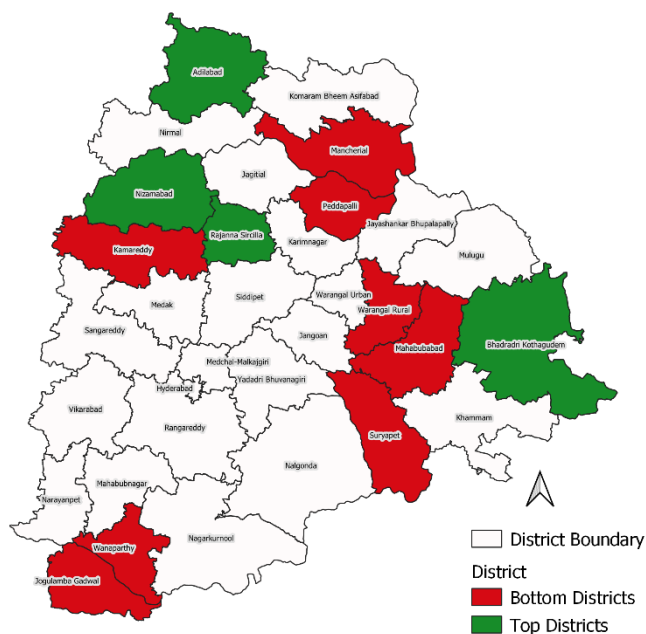 Adilabad
Komaram Bheem Asifabad
Nirmal
Mancherial
Jagitial
Nizamabad
Peddapalli
Jayashankar Bhupalapally
Rajanna Sircilla
Karimnagar
Kamareddy
Mulugu
Siddipet
Warangal Urban
Medak
Warangal Rural
Sangareddy
Jangoan
Bhadradri Kothagudem
Mahabubabad
Medchal-Malkajgiri
Yadadri Bhuvanagiri
Hyderabad
Khammam
Vikarabad
Suryapet
Rangareddy
Nalgonda
Mahabubnagar
Narayanpet
Nagarkurnool
Wanaparthy
Jogulamba Gadwal
District Boundary
District
Bottom Districts
Top Districts